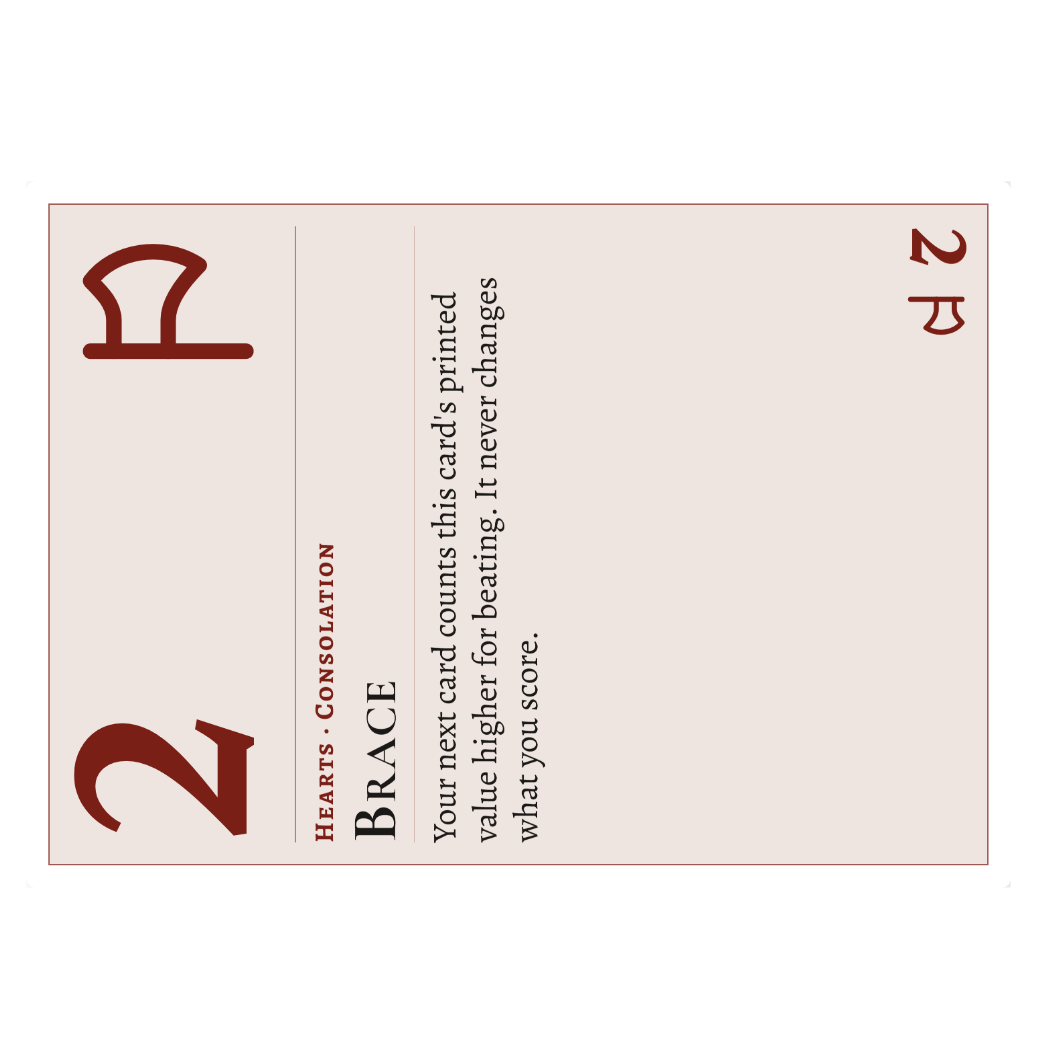 2
Hearts · Consolation
Brace
Your next card counts this card's printed
value higher for beating. It never changes
what you score.
2